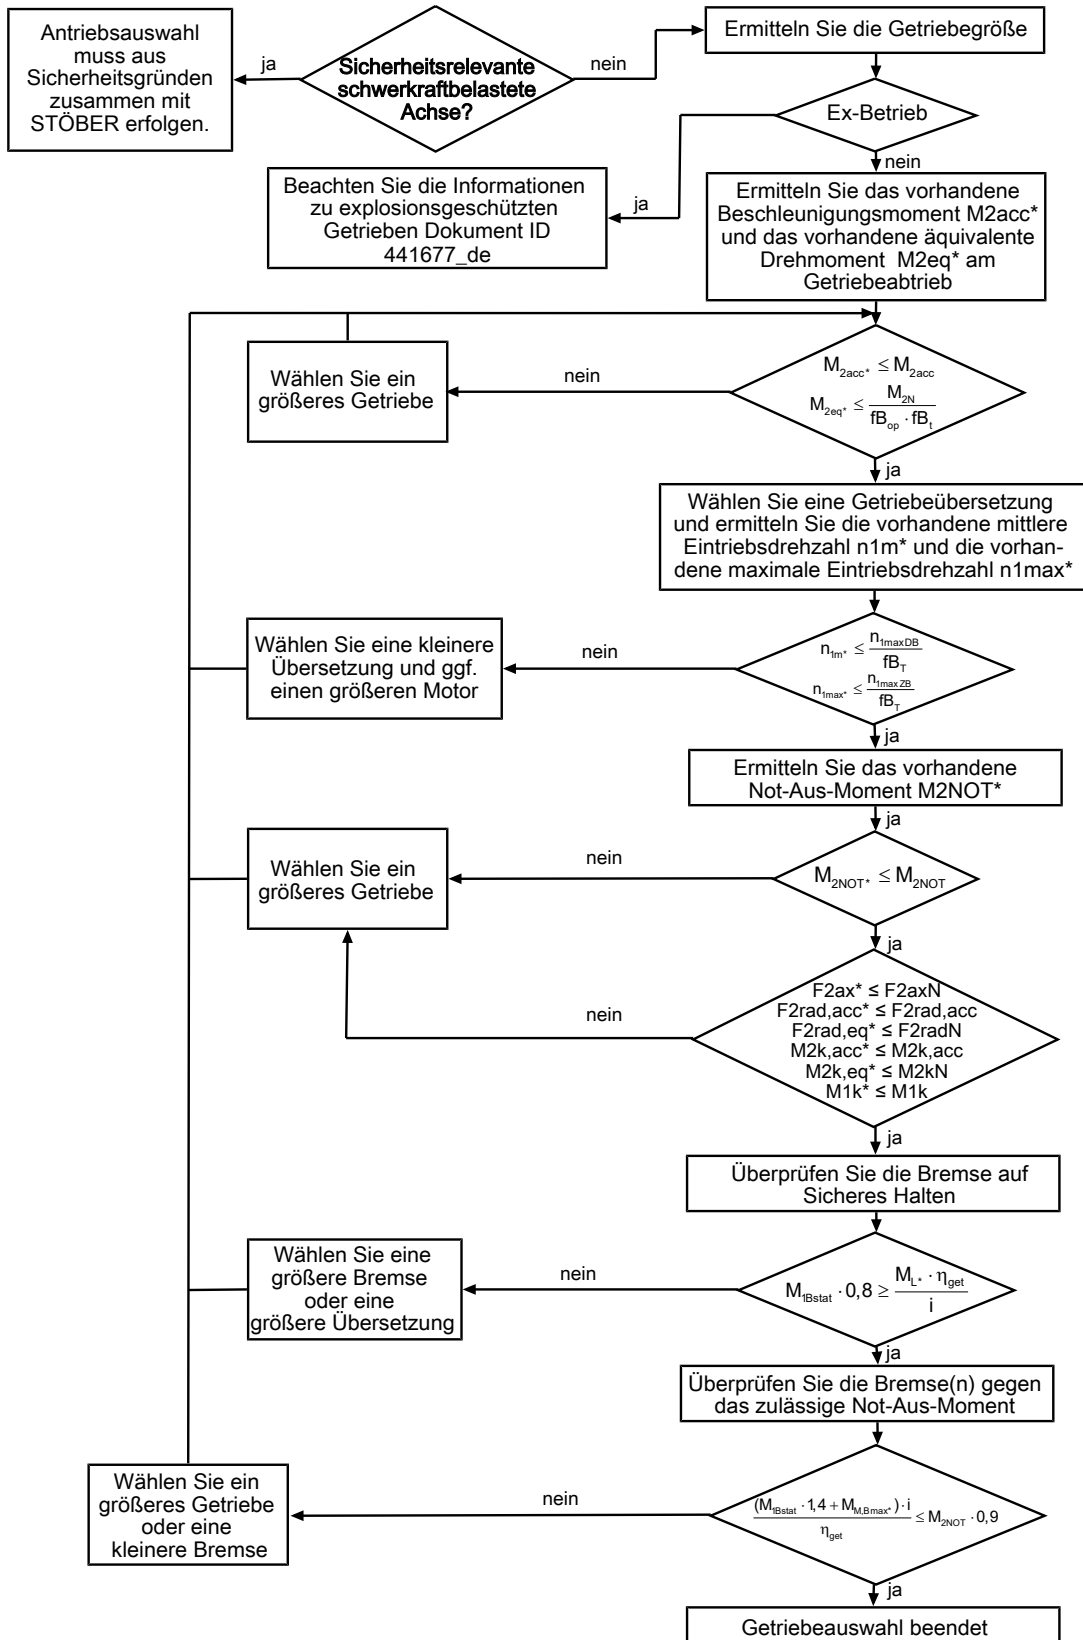 Antriebsauswahl
muss aus
Sicherheitsgründen
zusammen mit
STÖBER erfolgen.
ja
Sicherheitsrelevante
schwerkraftbelastete
Achse?
nein
Ermitteln Sie die Getriebegröße
Ex-Betrieb
nein
ja
Beachten Sie die Informationen
zu explosionsgeschützten
Getrieben Dokument ID
441677_de
Ermitteln Sie das vorhandene
Beschleunigungsmoment M2acc*
und das vorhandene äquivalente
Drehmoment M2eq* am
Getriebeabtrieb
M2acc* ≤ M2acc
M2eq* ≤ M2N / (fBop · fBt)
nein
Wählen Sie ein
größeres Getriebe
ja
Wählen Sie eine Getriebeübersetzung
und ermitteln Sie die vorhandene mittlere
Eintriebsdrehzahl n1m* und die vorhan-
dene maximale Eintriebsdrehzahl n1max*
n1m* ≤ n1maxDB / fBT
n1max* ≤ n1maxZB / fBT
nein
Wählen Sie eine kleinere
Übersetzung und ggf.
einen größeren Motor
ja
Ermitteln Sie das vorhandene
Not-Aus-Moment M2NOT*
ja
M2NOT* ≤ M2NOT
nein
Wählen Sie ein
größeres Getriebe
ja
F2ax* ≤ F2axN
F2rad,acc* ≤ F2rad,acc
F2rad,eq* ≤ F2radN
M2k,acc* ≤ M2k,acc
M2k,eq* ≤ M2kN
M1k* ≤ M1k
nein
ja
Überprüfen Sie die Bremse auf
Sicheres Halten
M1Bstat · 0,8 ≥ (ML* · ηget) / i
nein
Wählen Sie eine
größere Bremse
oder eine
größere Übersetzung
ja
Überprüfen Sie die Bremse(n) gegen
das zulässige Not-Aus-Moment
(M1Bstat · 1,4 + MM,Bmax*) · i / ηget ≤ M2NOT · 0,9
nein
Wählen Sie ein
größeres Getriebe
oder eine
kleinere Bremse
ja
Getriebeauswahl beendet